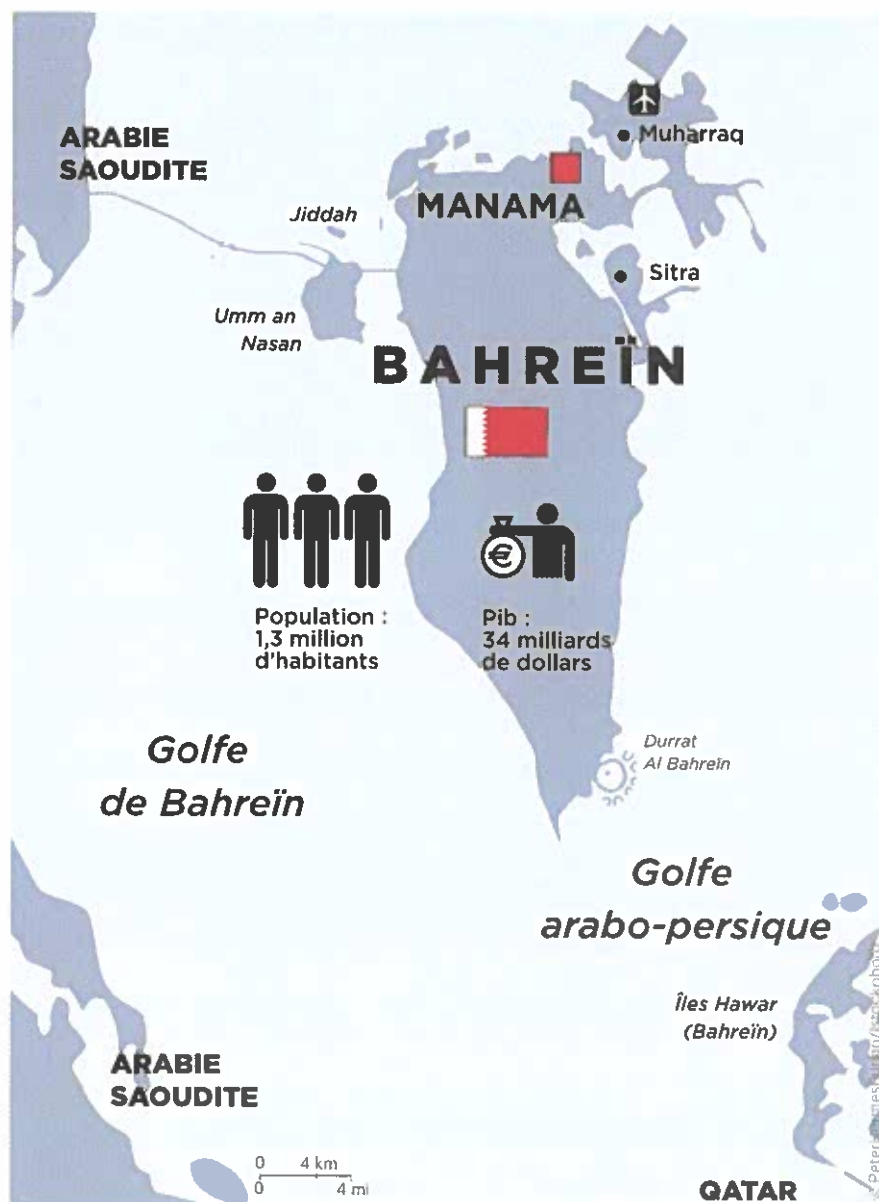 ARABIE
SAOUDITE
Muharraq
MANAMA
Jiddah
Sitra
Umm an
Nasan
BAHREÏN
€
Population :
1,3 million
d'habitants
Pib :
34 milliards
de dollars
Golfe
de Bahreïn
Durrat
Al Bahreïn
Golfe
arabo-persique
Îles Hawar
(Bahreïn)
ARABIE
SAOUDITE
0 4 km
0 4 mi
QATAR
Peter